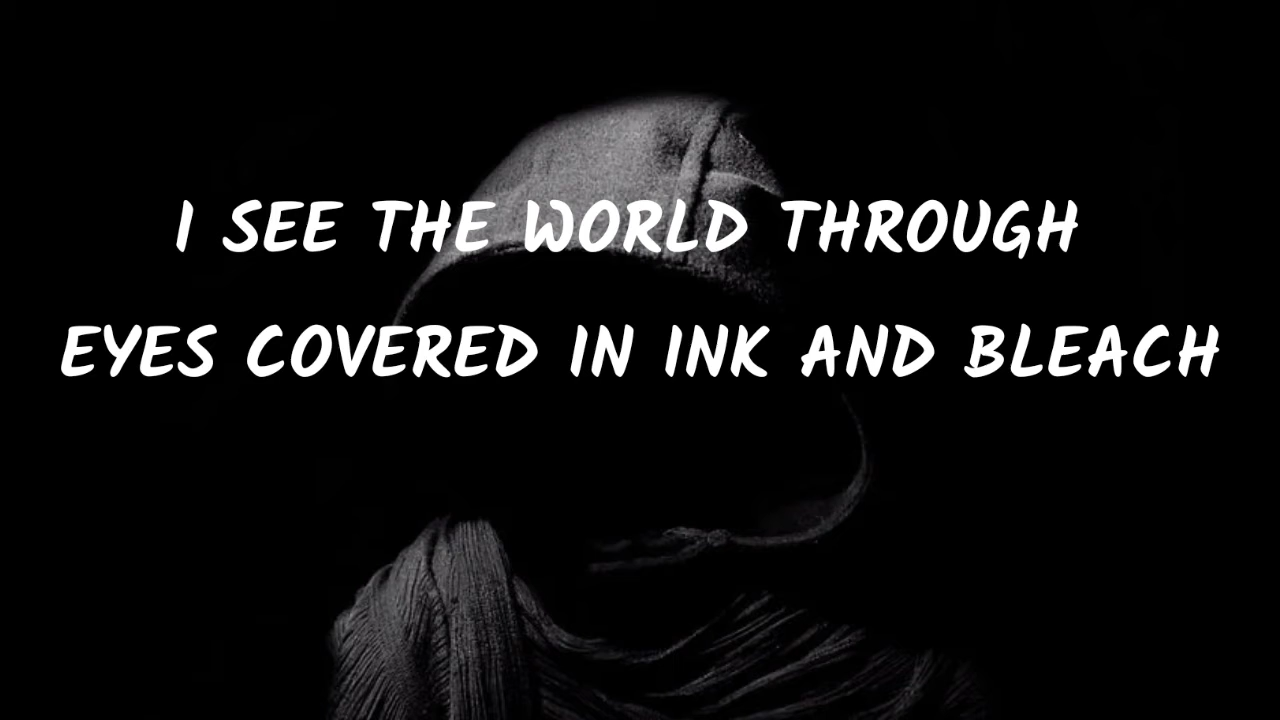 I SEE THE WORLD THROUGH
EYES COVERED IN INK AND BLEACH